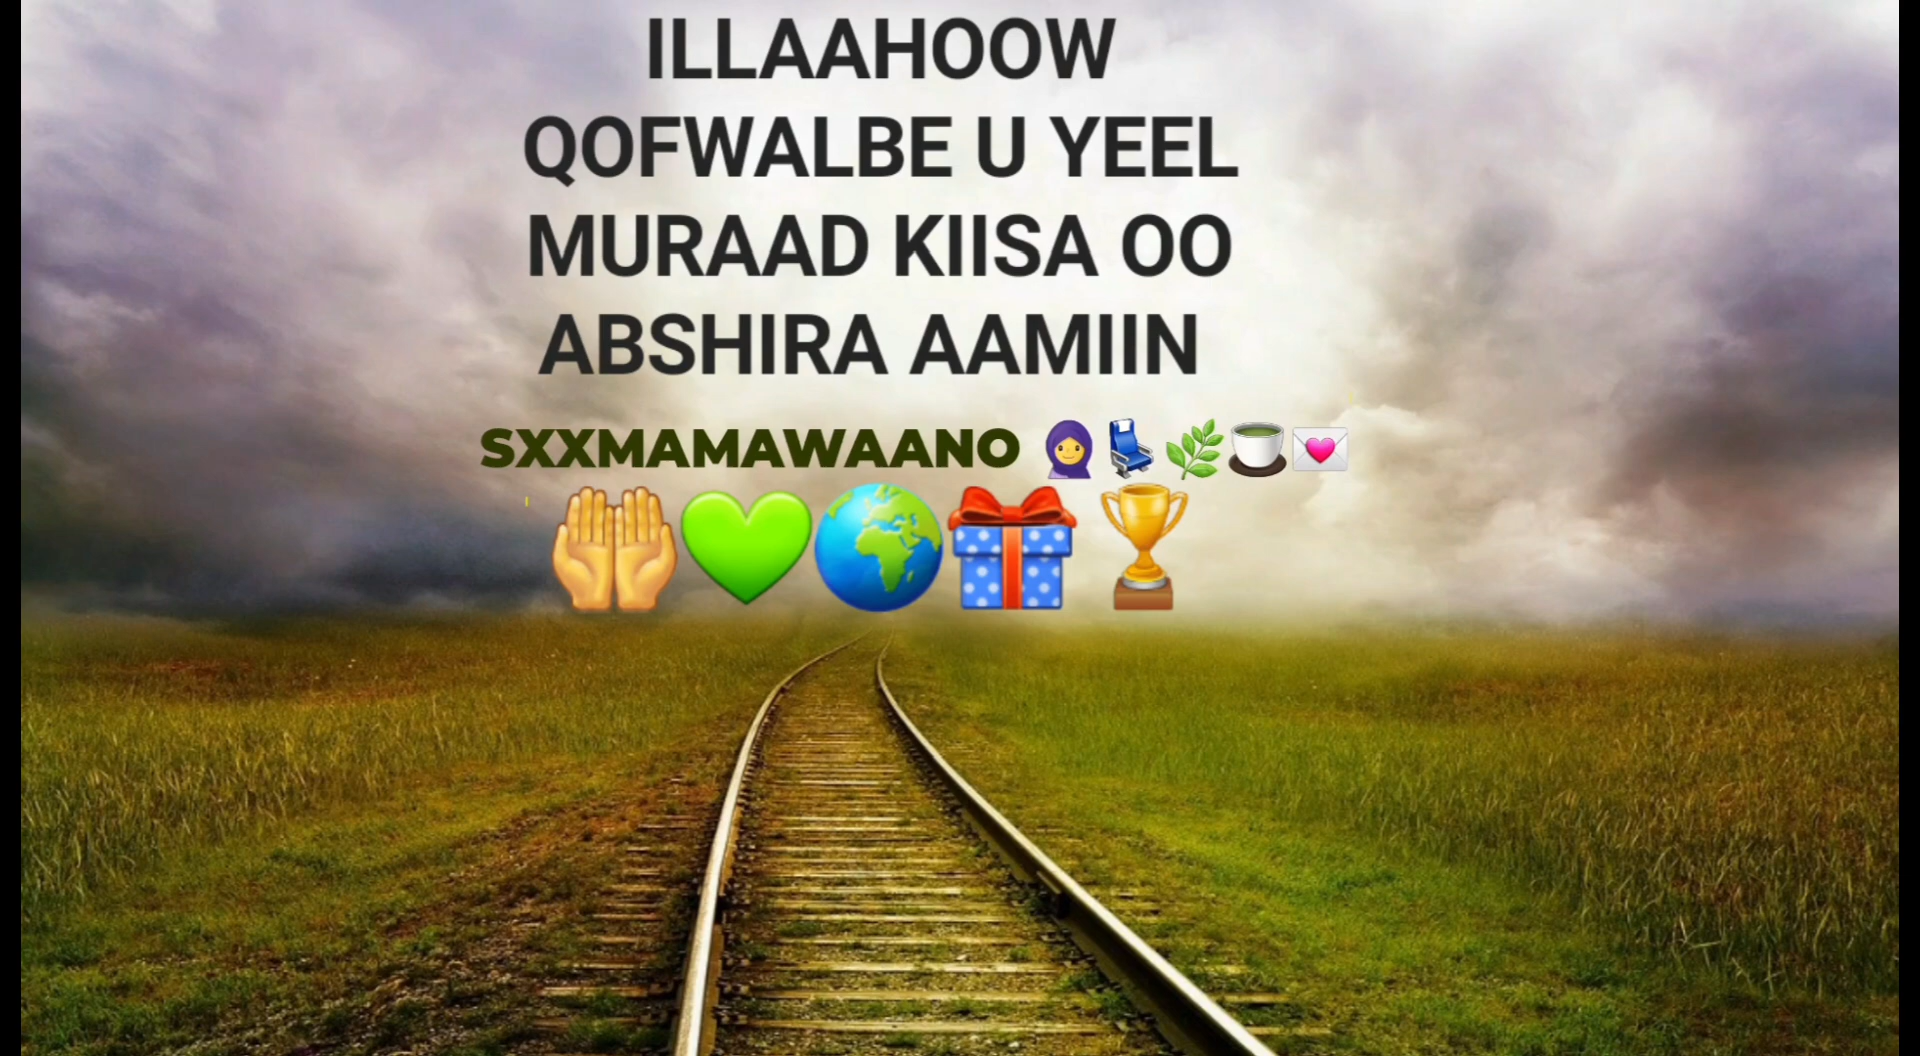 ILLAAHOOW
QOFWALBE U YEEL
MURAAD KIISA OO
ABSHIRA AAMIIN
SXXMAMAWAANO 🧕💺🌿🍵💌
🤲💚🌍🎁🏆